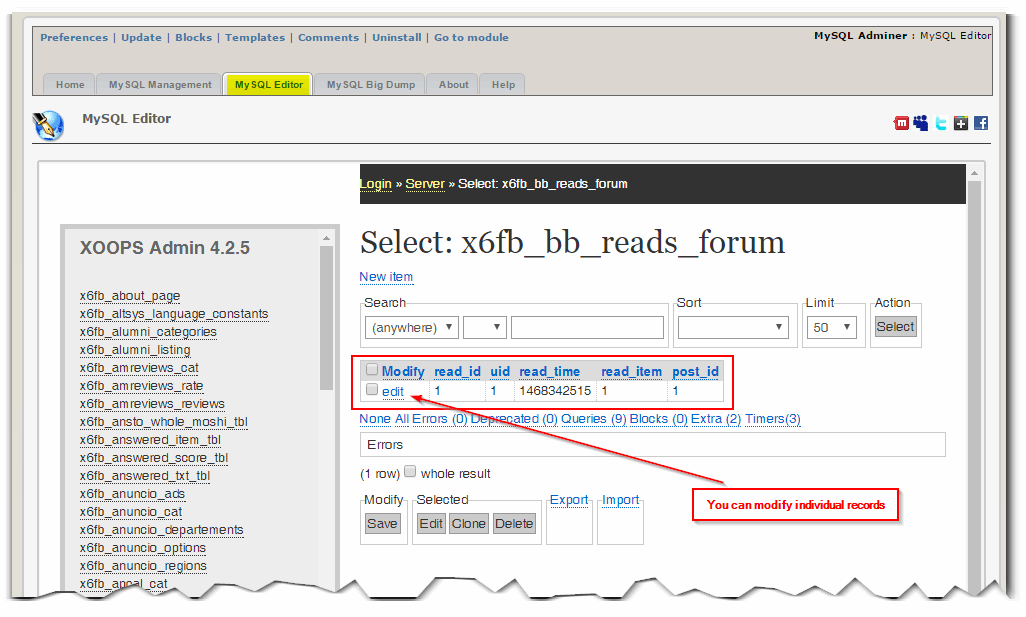 Preferences | Update | Blocks | Templates | Comments | Uninstall | Go to module
MySQL Adminer : MySQL Editor
Home MySQL Management MySQL Editor MySQL Big Dump About Help
MySQL Editor
Login » Server » Select: x6fb_bb_reads_forum
XOOPS Admin 4.2.5
x6fb_about_page
x6fb_altsys_language_constants
x6fb_alumni_categories
x6fb_alumni_listing
x6fb_amreviews_cat
x6fb_amreviews_rate
x6fb_amreviews_reviews
x6fb_ansto_whole_moshi_tbl
x6fb_answered_item_tbl
x6fb_answered_score_tbl
x6fb_answered_txt_tbl
x6fb_anuncio_ads
x6fb_anuncio_cat
x6fb_anuncio_departements
x6fb_anuncio_options
x6fb_anuncio_regions
x6fb_apcal_cat
Select: x6fb_bb_reads_forum
New item
Search Sort Limit Action
(anywhere) 50 Select
Modify read_id uid read_time read_item post_id
edit 1 1 1468342515 1 1
None All Errors (0) Deprecated (0) Queries (9) Blocks (0) Extra (2) Timers(3)
Errors
(1 row) whole result
Modify Selected Export Import
Save Edit Clone Delete
You can modify individual records